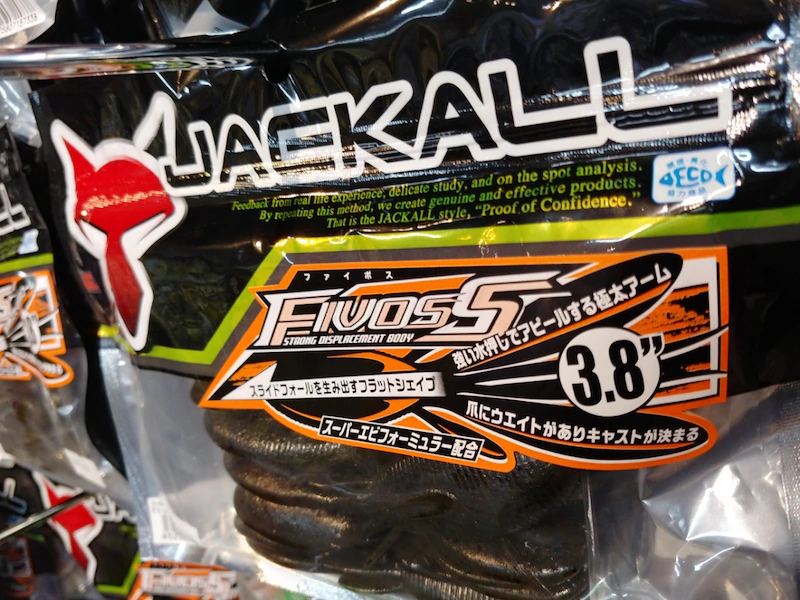 JACKALL
Feedback from real life experience, delicate study, and on the spot analysis.
By repeating this method, we create genuine and effective products.
That is the JACKALL style, "Proof of Confidence."
ECO
ファイボス
FIVOSS
STRONG DISPLACEMENT BODY
強い水押しでアピールする極太アーム
3.8"
スライドフォールを生み出すフラットシェイプ
爪にウエイトがありキャストが決まる
スーパーエビフォーミュラー配合
FIVOSS